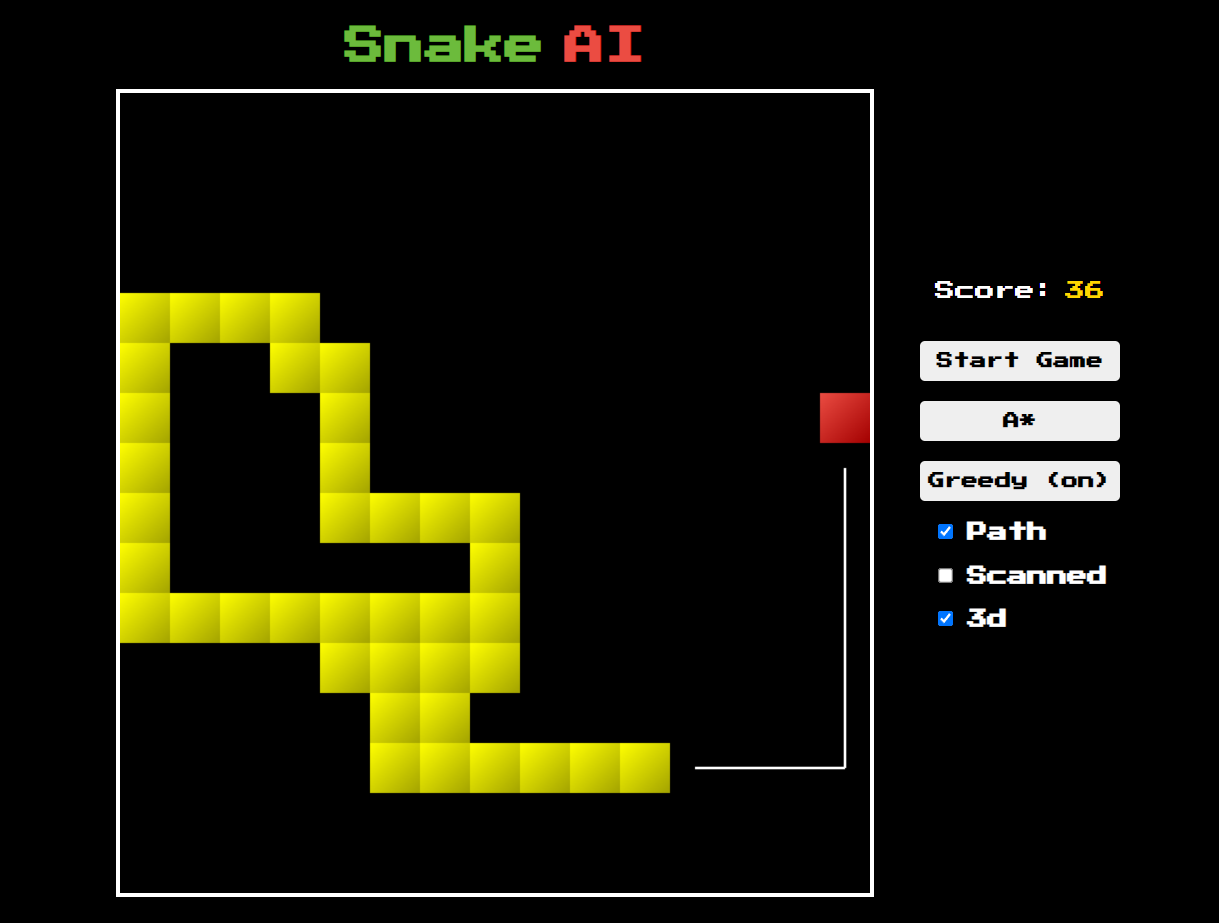 Snake AI
Score: 36
Start Game
A*
Greedy (on)
Path
Scanned
3d